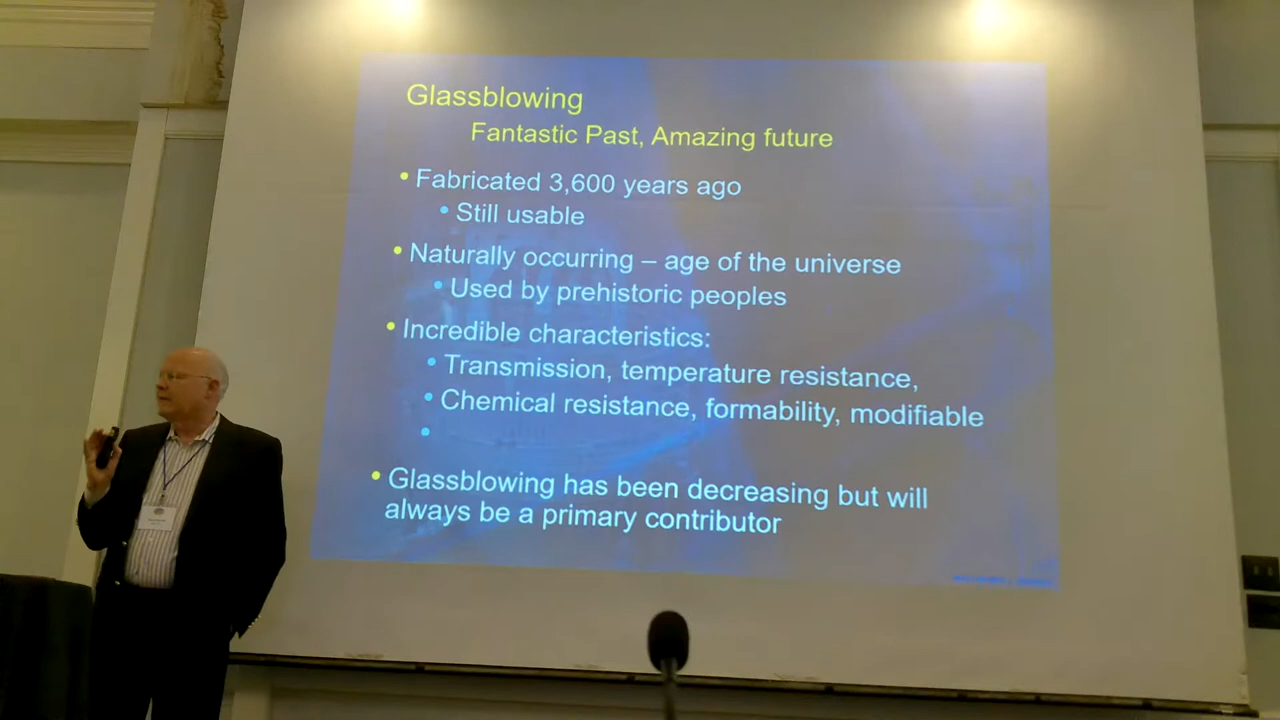 Glassblowing
Fantastic Past, Amazing future
• Fabricated 3,600 years ago
• Still usable
• Naturally occurring – age of the universe
• Used by prehistoric peoples
• Incredible characteristics:
• Transmission, temperature resistance,
• Chemical resistance, formability, modifiable
•
• Glassblowing has been decreasing but will
always be a primary contributor